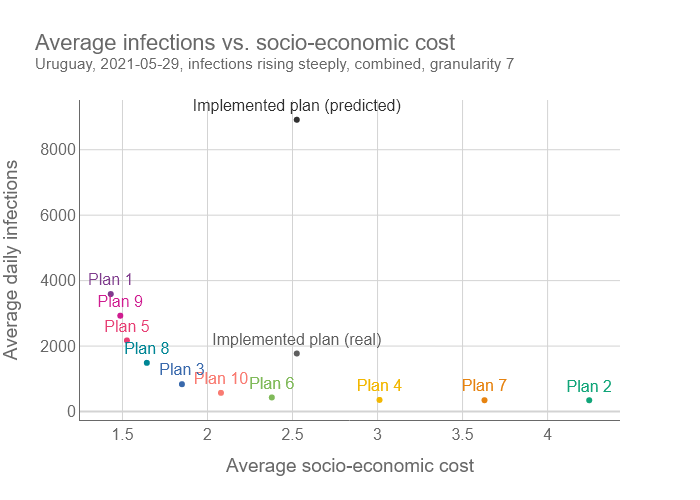 Average infections vs. socio-economic cost
Uruguay, 2021-05-29, infections rising steeply, combined, granularity 7
Implemented plan (predicted)
8000
6000
4000
2000
0
Average daily infections
Plan 1
Plan 9
Plan 5
Plan 8
Implemented plan (real)
Plan 3
Plan 10
Plan 6
Plan 4
Plan 7
Plan 2
1.5
2
2.5
3
3.5
4
Average socio-economic cost